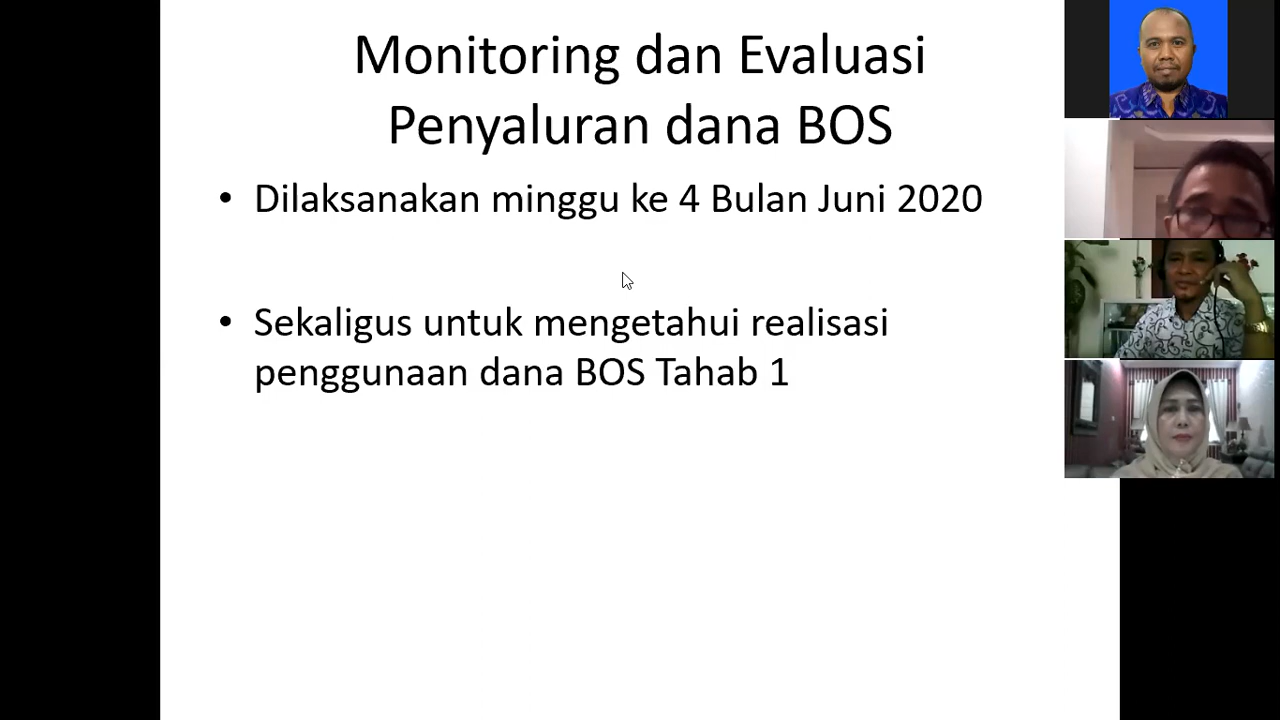 Monitoring dan Evaluasi
Penyaluran dana BOS
• Dilaksanakan minggu ke 4 Bulan Juni 2020
• Sekaligus untuk mengetahui realisasi
penggunaan dana BOS Tahab 1